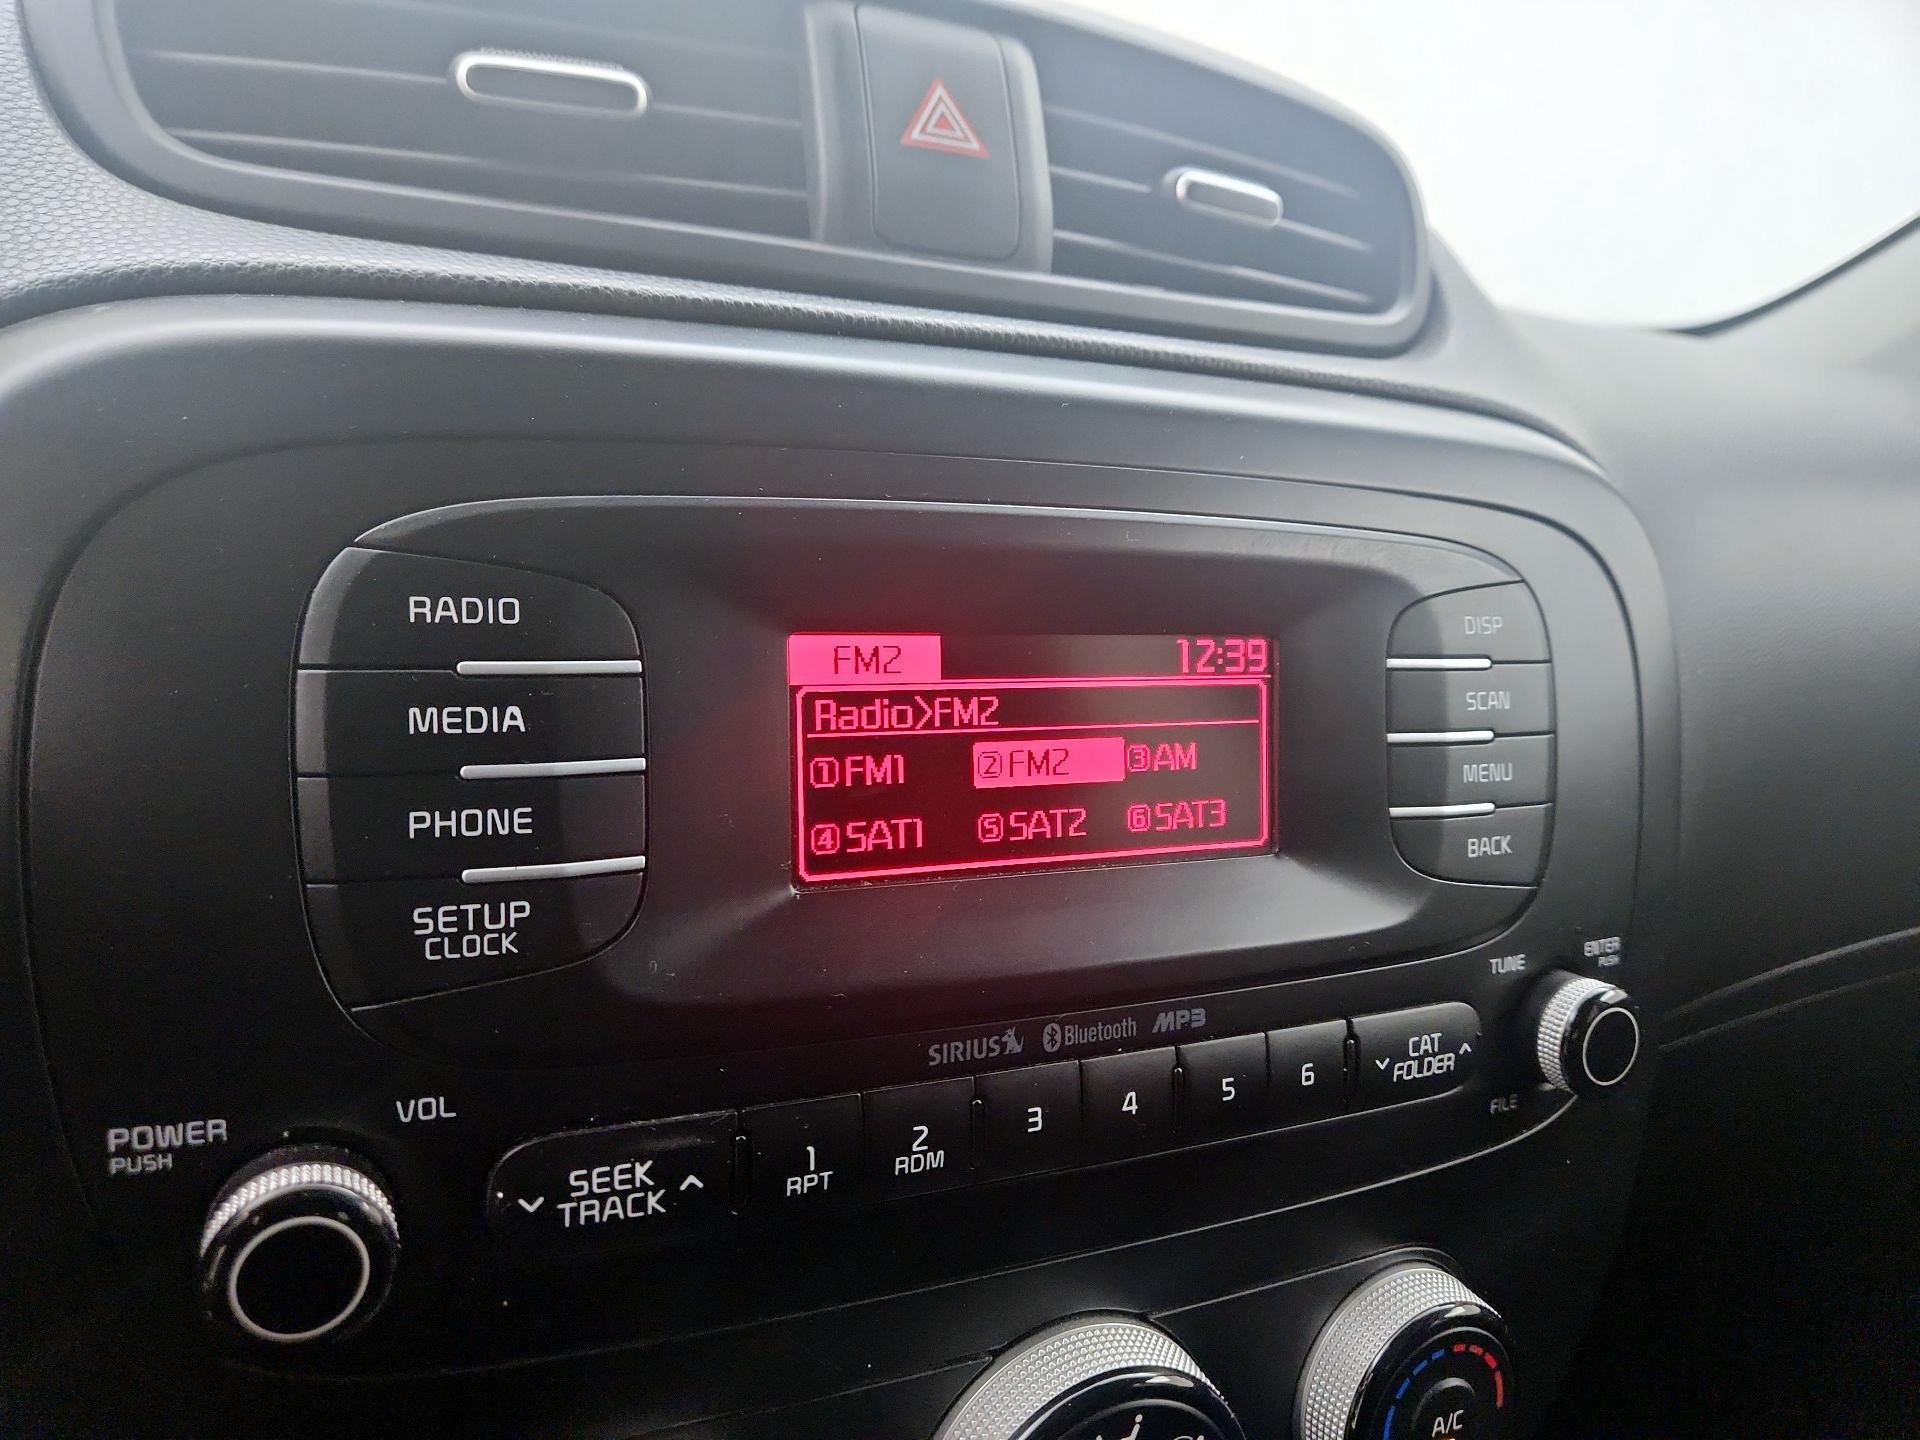 RADIO
MEDIA
PHONE
SETUP
CLOCK
FM2 12:39
Radio>FM2
①FM1 ②FM2 ③AM
④SAT1 ⑤SAT2 ⑥SAT3
DISP
SCAN
MENU
BACK
TUNE
ENTER
PUSH
FILE
SIRIUS Bluetooth MP3
POWER
PUSH
VOL
SEEK
TRACK
1
RPT
2
RDM
3
4
5
6
CAT
FOLDER
A/C